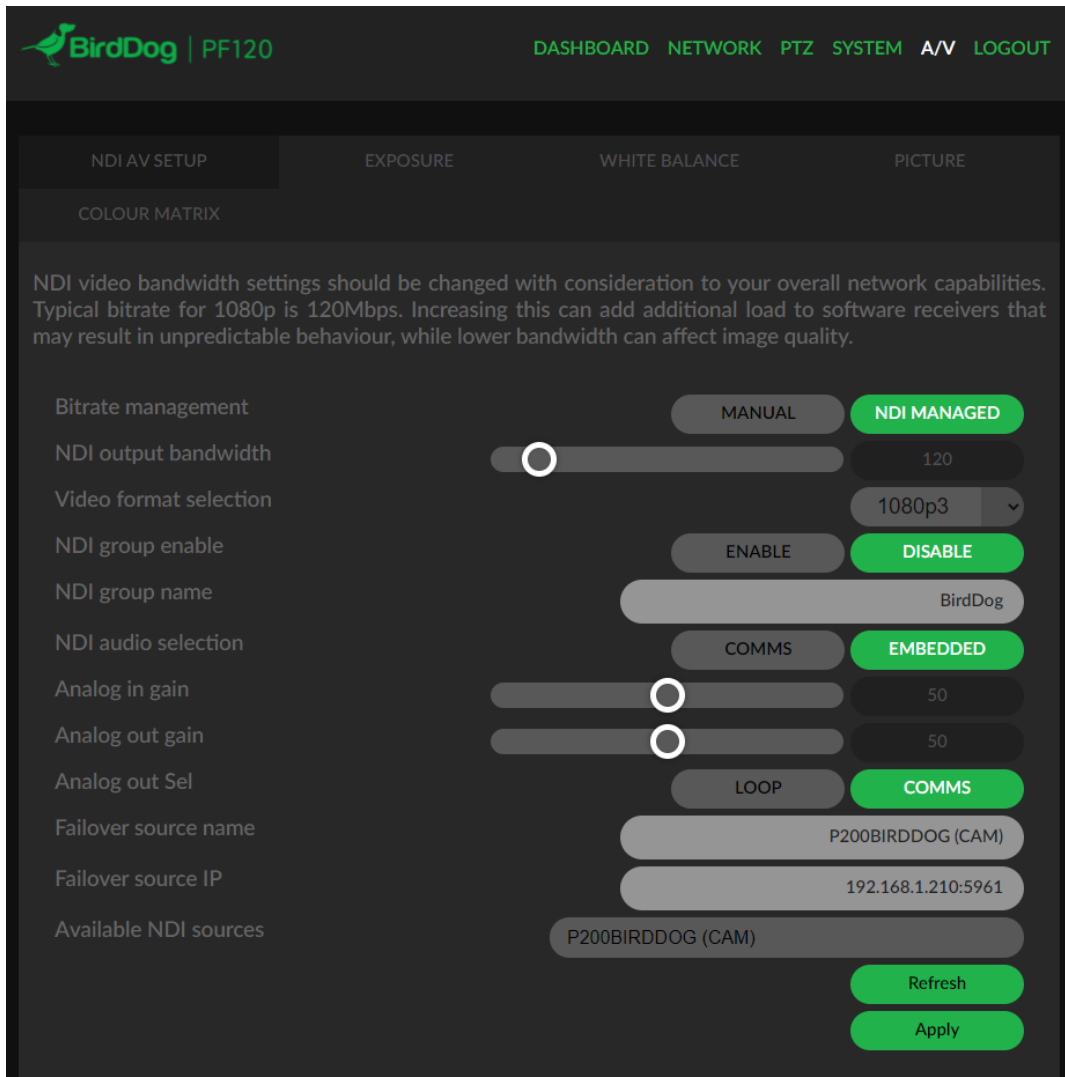 BirdDog | PF120
DASHBOARD NETWORK PTZ SYSTEM A/V LOGOUT
NDI AV SETUP EXPOSURE WHITE BALANCE PICTURE
COLOUR MATRIX
NDI video bandwidth settings should be changed with consideration to your overall network capabilities.
Typical bitrate for 1080p is 120Mbps. Increasing this can add additional load to software receivers that
may result in unpredictable behaviour, while lower bandwidth can affect image quality.
Bitrate management MANUAL NDI MANAGED
NDI output bandwidth 120
Video format selection 1080p3
NDI group enable ENABLE DISABLE
NDI group name BirdDog
NDI audio selection COMMS EMBEDDED
Analog in gain 50
Analog out gain 50
Analog out Sel LOOP COMMS
Failover source name P200BIRDDOG (CAM)
Failover source IP 192.168.1.210:5961
Available NDI sources P200BIRDDOG (CAM)
Refresh
Apply